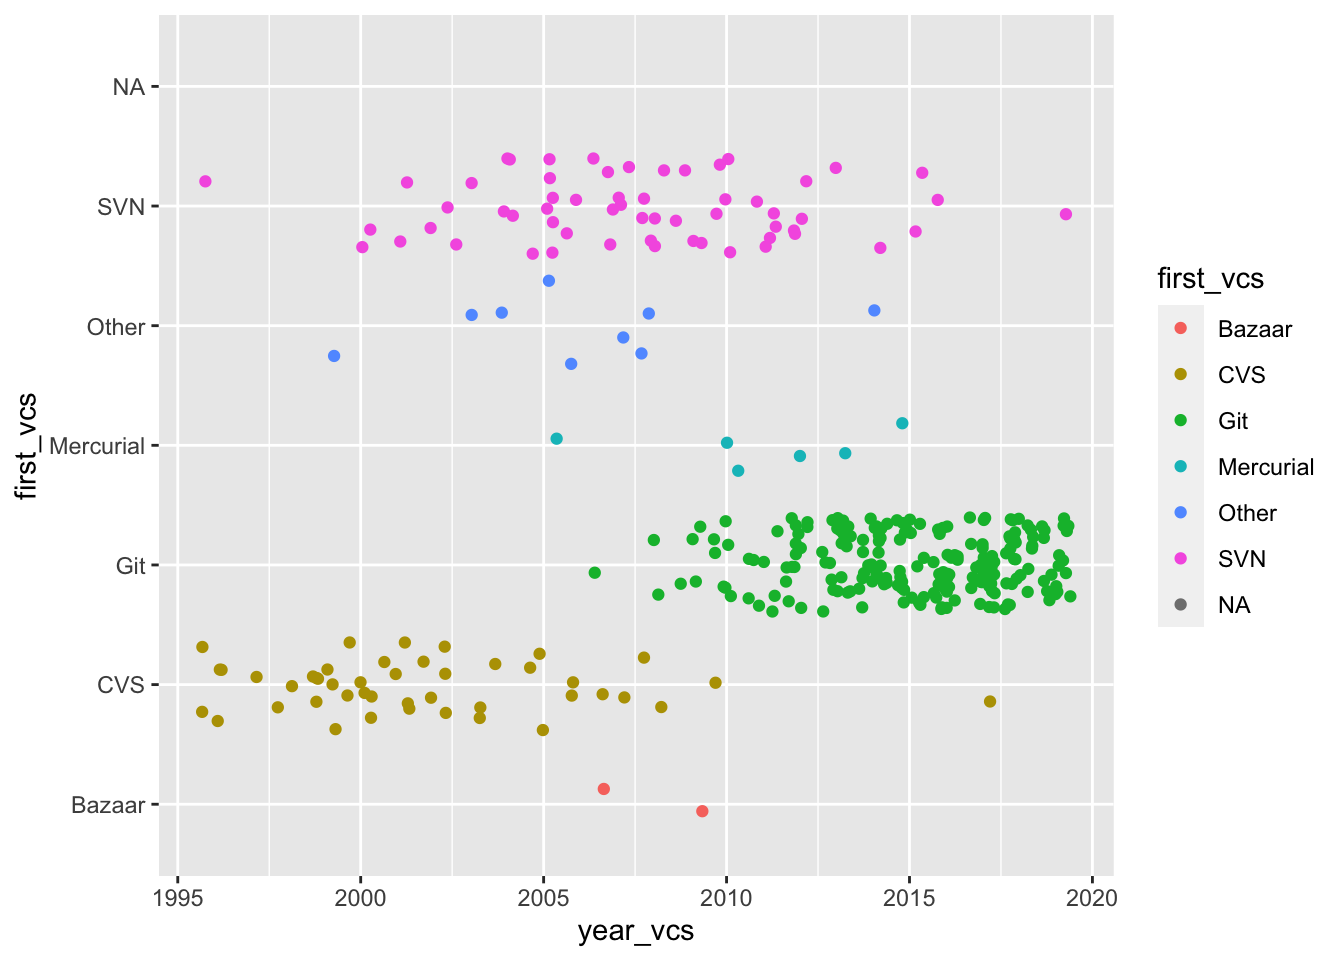 first_vcs
NA
SVN
Other
Mercurial
Git
CVS
Bazaar
1995 2000 2005 2010 2015 2020
year_vcs
first_vcs
Bazaar
CVS
Git
Mercurial
Other
SVN
NA